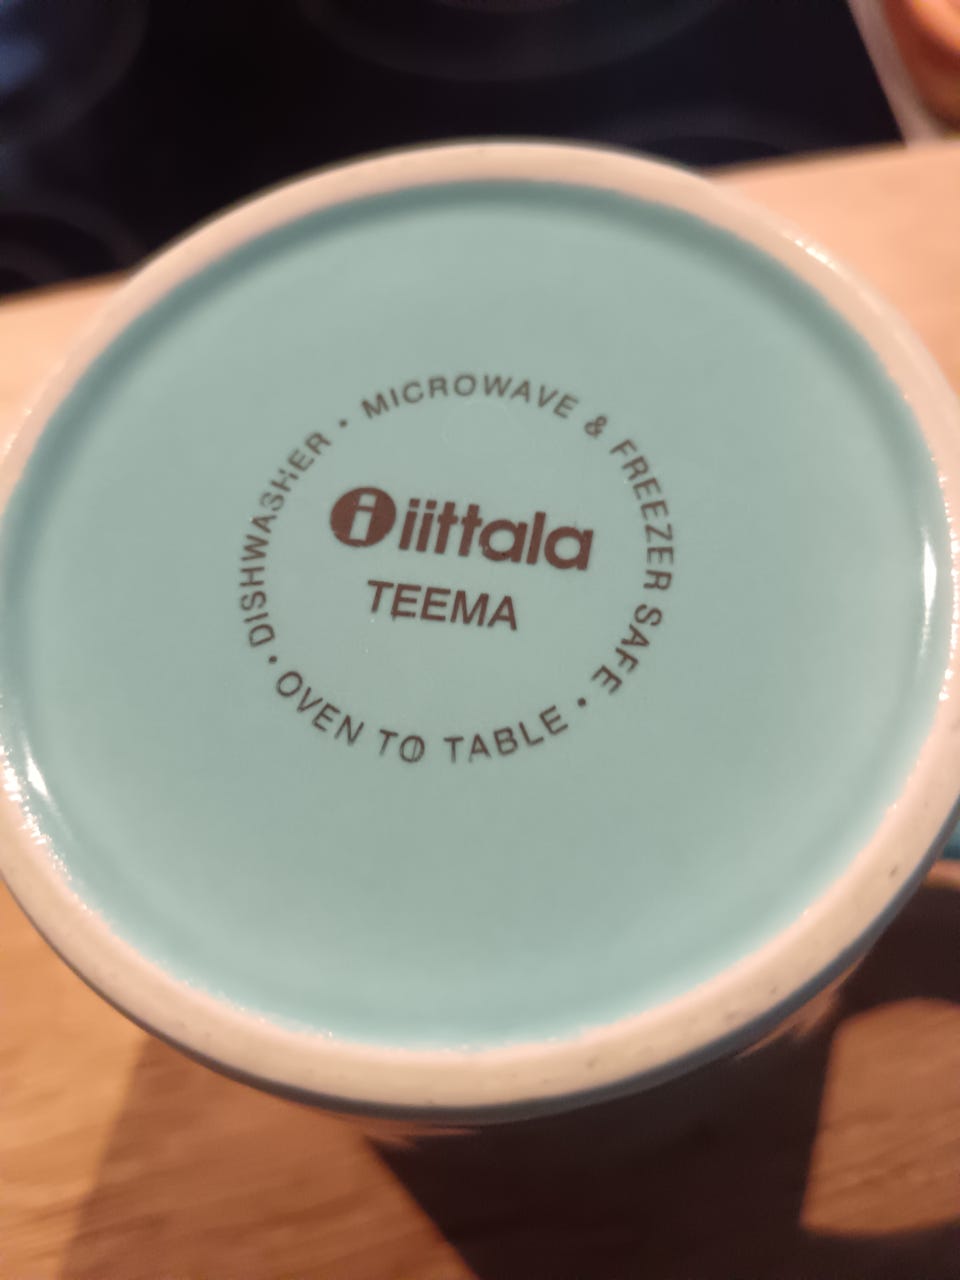 DISHWASHER • MICROWAVE & FREEZER SAFE • OVEN TO TABLE •
i iittala
TEEMA